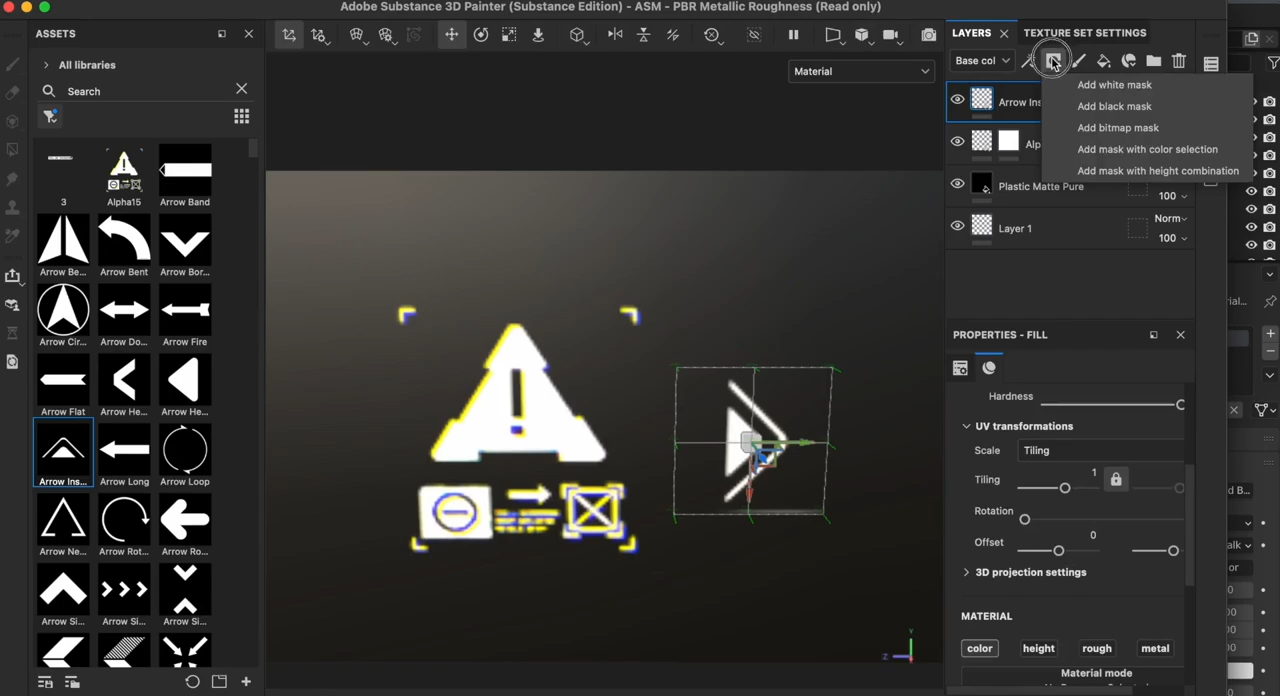 Adobe Substance 3D Painter (Substance Edition) - ASM - PBR Metallic Roughness (Read only)
ASSETS
All libraries
Search
3
Alpha15
Arrow Band
Arrow Be...
Arrow Bent
Arrow Bor...
Arrow Cir...
Arrow Do...
Arrow Fire
Arrow Flat
Arrow He...
Arrow He...
Arrow Ins...
Arrow Long
Arrow Loop
Arrow Ne...
Arrow Rot...
Arrow Ro...
Arrow Si...
Arrow Si...
Arrow Si...
Material
!
Y
Z
LAYERS
TEXTURE SET SETTINGS
Base col
Add white mask
Add black mask
Add bitmap mask
Add mask with color selection
Add mask with height combination
Arrow Ins
Alp
Plastic Matte Pure
100
Layer 1
Norm
100
PROPERTIES - FILL
Hardness
UV transformations
Scale
Tiling
Tiling
1
Rotation
Offset
0
3D projection settings
MATERIAL
color
height
rough
metal
Material mode